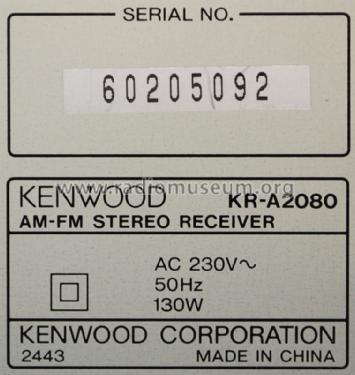 SERIAL NO.
60205092
www.radiomuseum.org
KENWOOD KR-A2080
AM-FM STEREO RECEIVER
AC 230V~
50Hz
130W
KENWOOD CORPORATION
2443 MADE IN CHINA